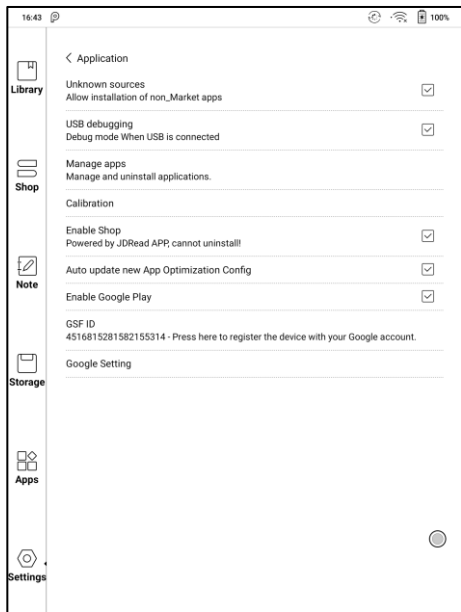 16:43
100%
Library
Shop
Note
Storage
Apps
Settings
Application
Unknown sources
Allow installation of non_Market apps
USB debugging
Debug mode When USB is connected
Manage apps
Manage and uninstall applications.
Calibration
Enable Shop
Powered by JDRead APP, cannot uninstall!
Auto update new App Optimization Config
Enable Google Play
GSF ID
4516815281582155314 - Press here to register the device with your Google account.
Google Setting